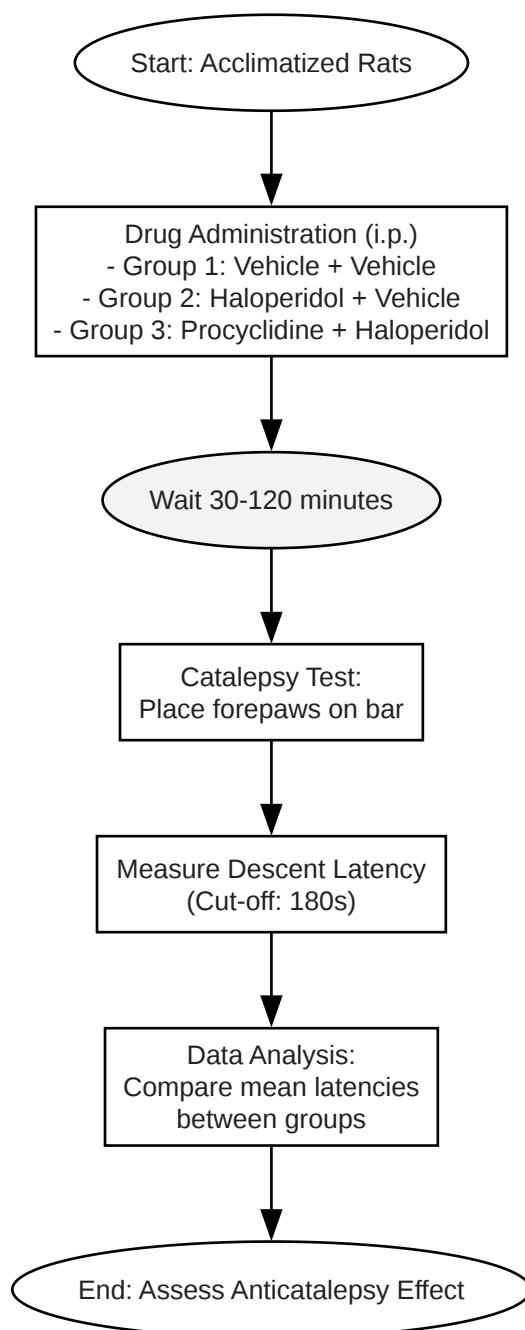 Start: Acclimatized Rats
Drug Administration (i.p.)
- Group 1: Vehicle + Vehicle
- Group 2: Haloperidol + Vehicle
- Group 3: Procyclidine + Haloperidol
Wait 30-120 minutes
Catalepsy Test:
Place forepaws on bar
Measure Descent Latency
(Cut-off: 180s)
Data Analysis:
Compare mean latencies
between groups
End: Assess Anticatalepsy Effect